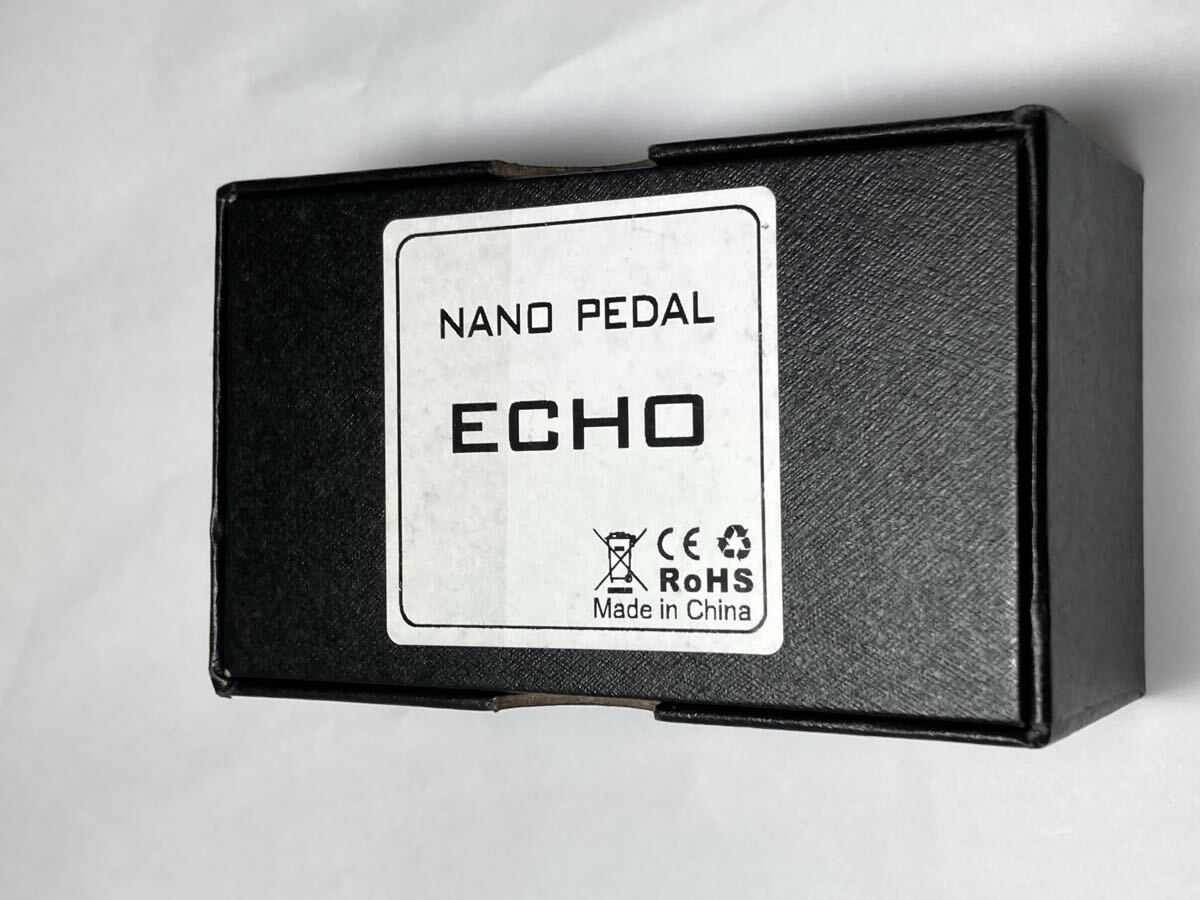 NANO PEDAL
ECHO
CE
RoHS
Made in China